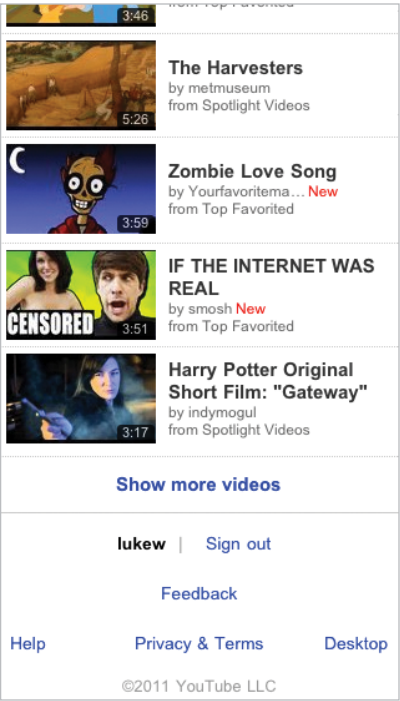 from Top Favorited
3:46
The Harvesters
by metmuseum
5:26
from Spotlight Videos
Zombie Love Song
by Yourfavoritema... New
3:59
from Top Favorited
IF THE INTERNET WAS
REAL
by smosh New
CENSORED
3:51
from Top Favorited
Harry Potter Original
Short Film: "Gateway"
by indymogul
3:17
from Spotlight Videos
Show more videos
lukew | Sign out
Feedback
Help Privacy & Terms Desktop
©2011 YouTube LLC